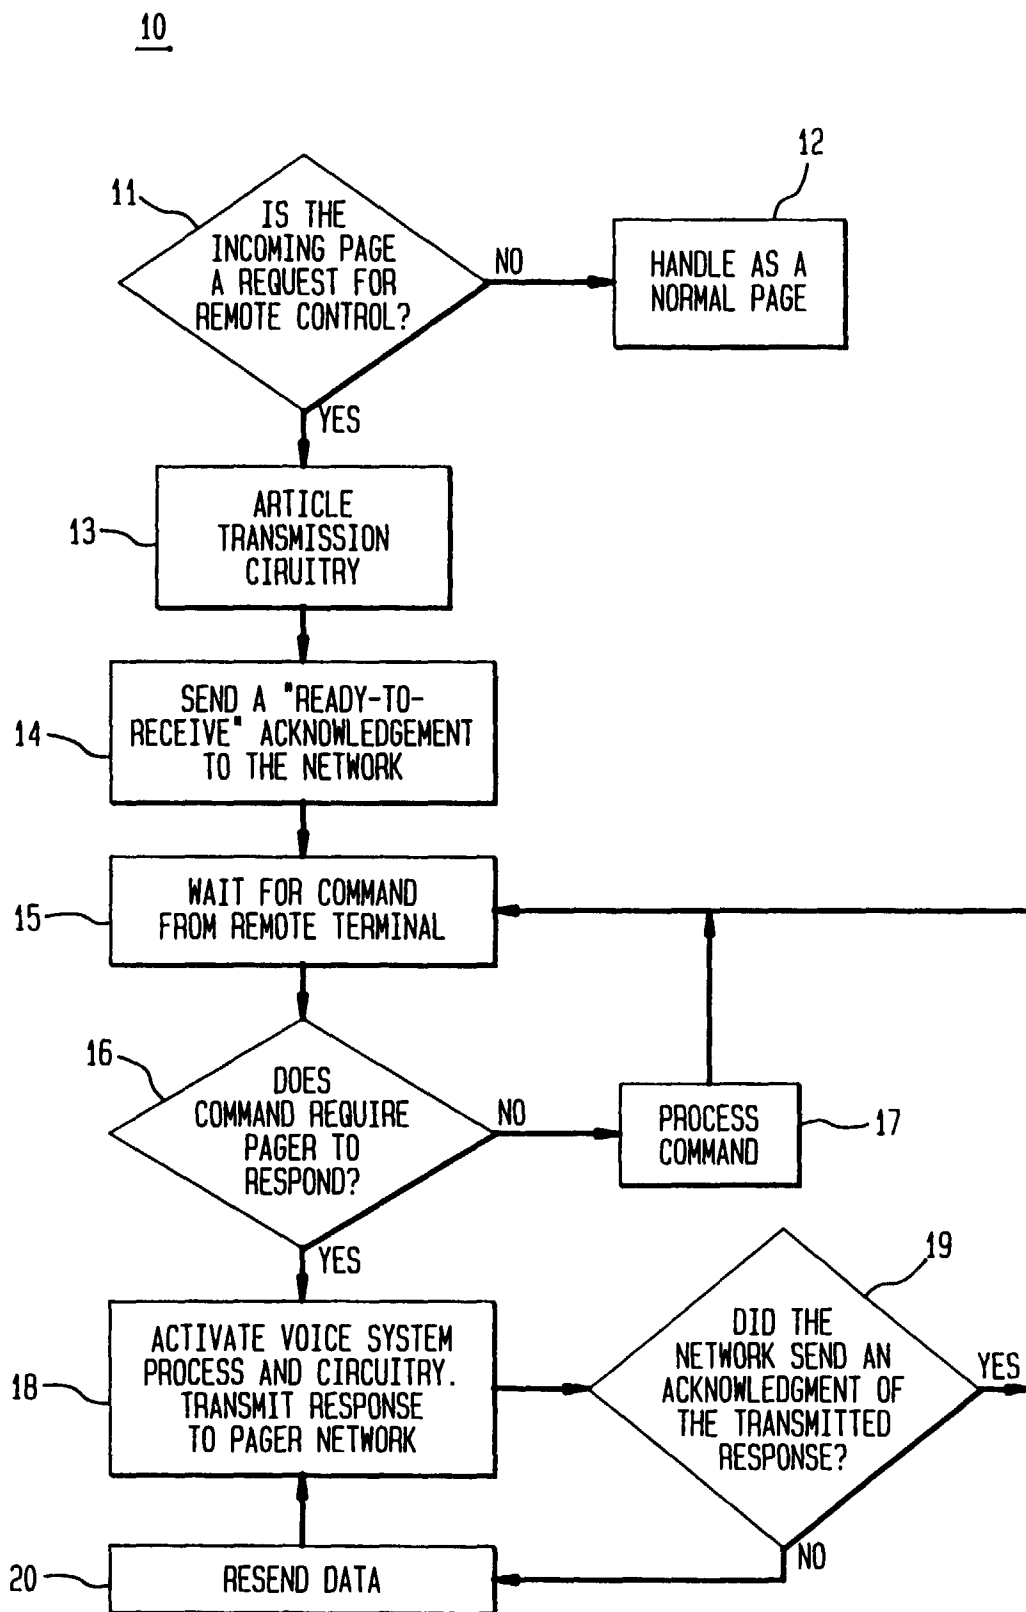 10
11
IS THE
INCOMING PAGE
A REQUEST FOR
REMOTE CONTROL?
NO
12
HANDLE AS A
NORMAL PAGE
YES
13
ARTICLE
TRANSMISSION
CIRUITRY
14
SEND A "READY-TO-
RECEIVE" ACKNOWLEDGEMENT
TO THE NETWORK
15
WAIT FOR COMMAND
FROM REMOTE TERMINAL
16
DOES
COMMAND REQUIRE
PAGER TO
RESPOND?
NO
PROCESS
COMMAND
17
YES
18
ACTIVATE VOICE SYSTEM
PROCESS AND CIRCUITRY.
TRANSMIT RESPONSE
TO PAGER NETWORK
19
DID THE
NETWORK SEND AN
ACKNOWLEDGMENT OF
THE TRANSMITTED
RESPONSE?
YES
NO
20
RESEND DATA